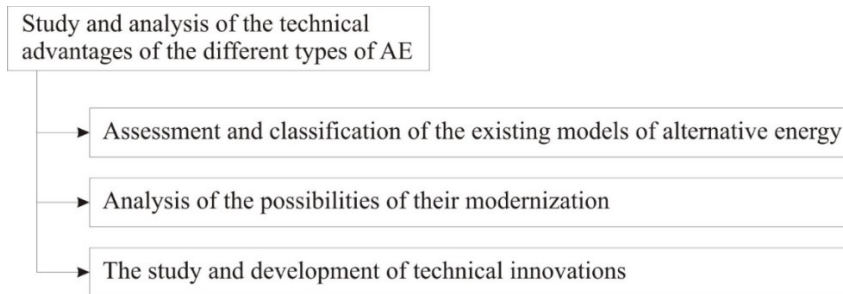 Study and analysis of the technical
advantages of the different types of AE
Assessment and classification of the existing models of alternative energy
Analysis of the possibilities of their modernization
The study and development of technical innovations